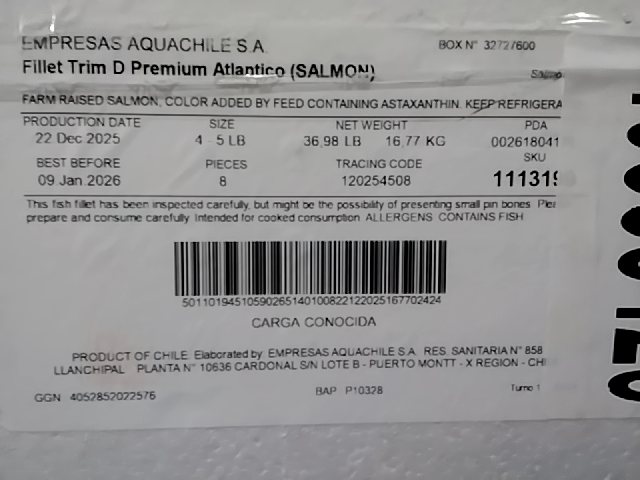 EMPRESAS AQUACHILE S.A. BOX N° 32727600
Fillet Trim D Premium Atlantico (SALMON)
FARM RAISED SALMON, COLOR ADDED BY FEED CONTAINING ASTAXANTHIN. KEEP REFRIGERA
PRODUCTION DATE SIZE NET WEIGHT PDA
22 Dec 2025 4 - 5 LB 36,98 LB 16,77 KG 002618041
SKU
BEST BEFORE PIECES TRACING CODE
09 Jan 2026 8 120254508 111319
This fish fillet has been inspected carefully, but might be the possibility of presenting small pin bones. Plea
prepare and consume carefully. Intended for cooked consumption. ALLERGENS: CONTAINS FISH
50110194510590265140100822122025167702424
CARGA CONOCIDA
PRODUCT OF CHILE. Elaborated by: EMPRESAS AQUACHILE S.A. RES. SANITARIA N° 858
LLANCHIPAL PLANTA N° 10636 CARDONAL S/N LOTE B - PUERTO MONTT - X REGION - CHI
GGN 4052852022576 BAP P10328 Turno 1